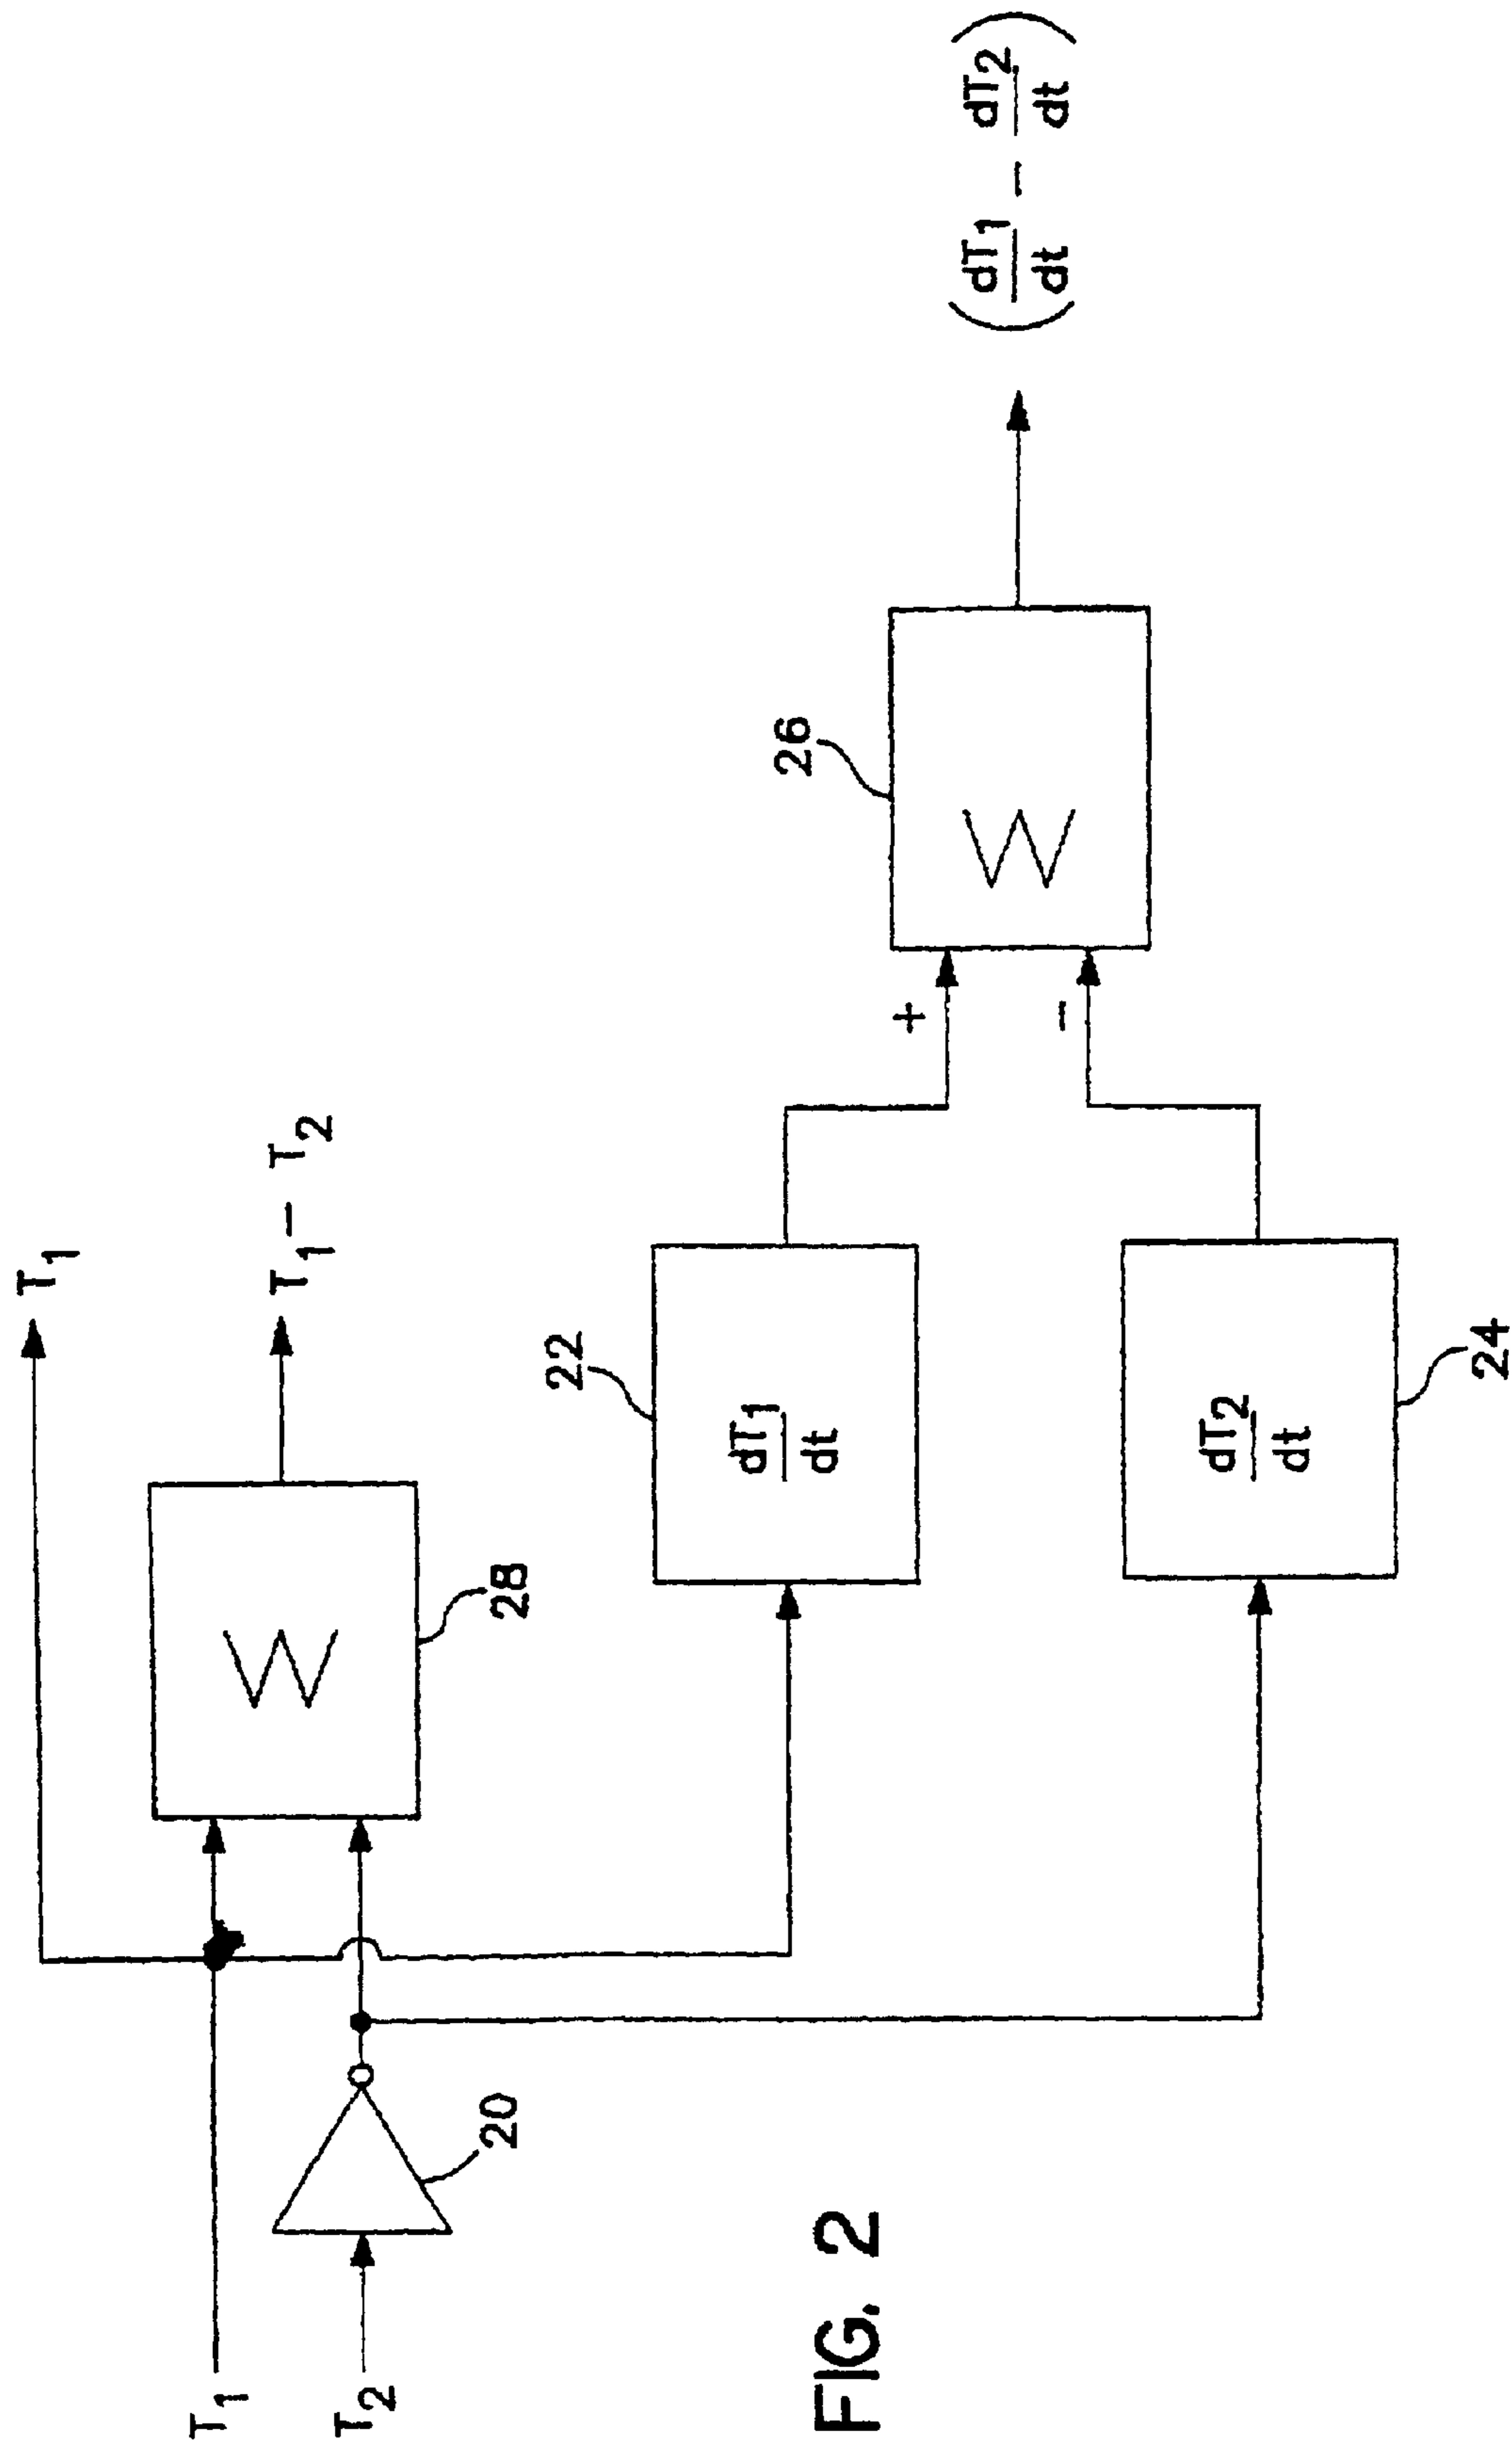 T1
T1
T2
20
Σ
28
T1 – T2
22
dT1
dt
dT2
dt
24
+
–
Σ
26
(dT1/dt – dT2/dt)
FIG. 2